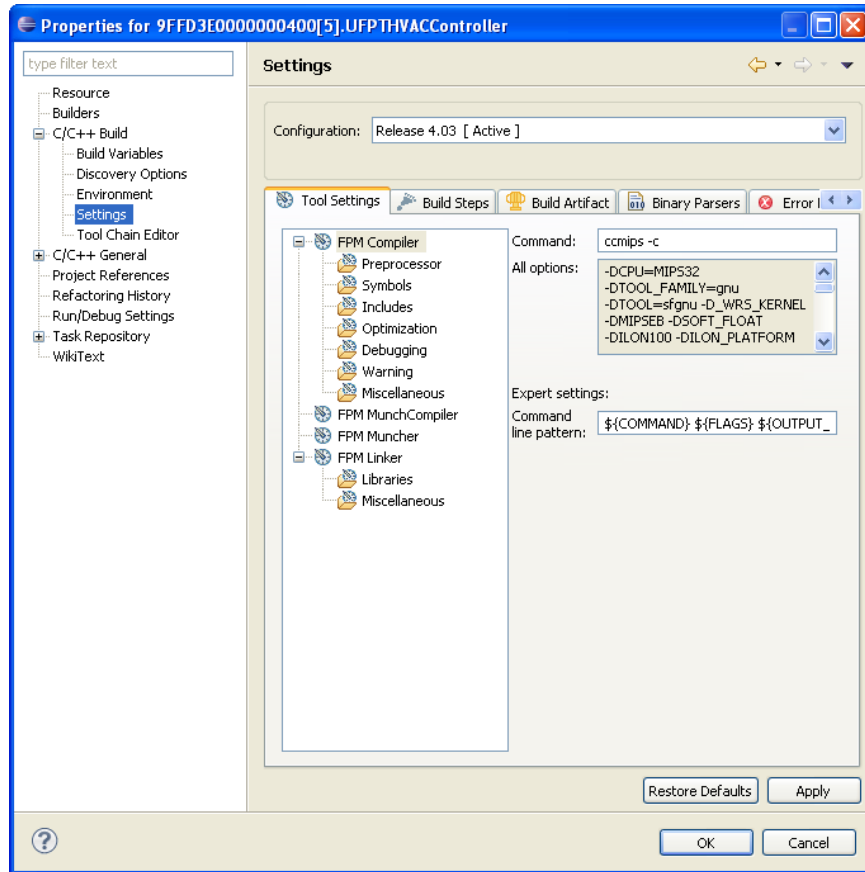 Properties for 9FFD3E0000000400[5].UFPTHVACController
type filter text
Resource
Builders
C/C++ Build
Build Variables
Discovery Options
Environment
Settings
Tool Chain Editor
C/C++ General
Project References
Refactoring History
Run/Debug Settings
Task Repository
WikiText
Settings
Configuration: Release 4.03 [ Active ]
Tool Settings Build Steps Build Artifact Binary Parsers Error
FPM Compiler
Preprocessor
Symbols
Includes
Optimization
Debugging
Warning
Miscellaneous
FPM MunchCompiler
FPM Muncher
FPM Linker
Libraries
Miscellaneous
Command: ccmips -c
All options:
-DCPU=MIPS32
-DTOOL_FAMILY=gnu
-DTOOL=sfgnu -D_WRS_KERNEL
-DMIPSEB -DSOFT_FLOAT
-DILON100 -DILON_PLATFORM
Expert settings:
Command
line pattern: ${COMMAND} ${FLAGS} ${OUTPUT_
Restore Defaults Apply
? OK Cancel